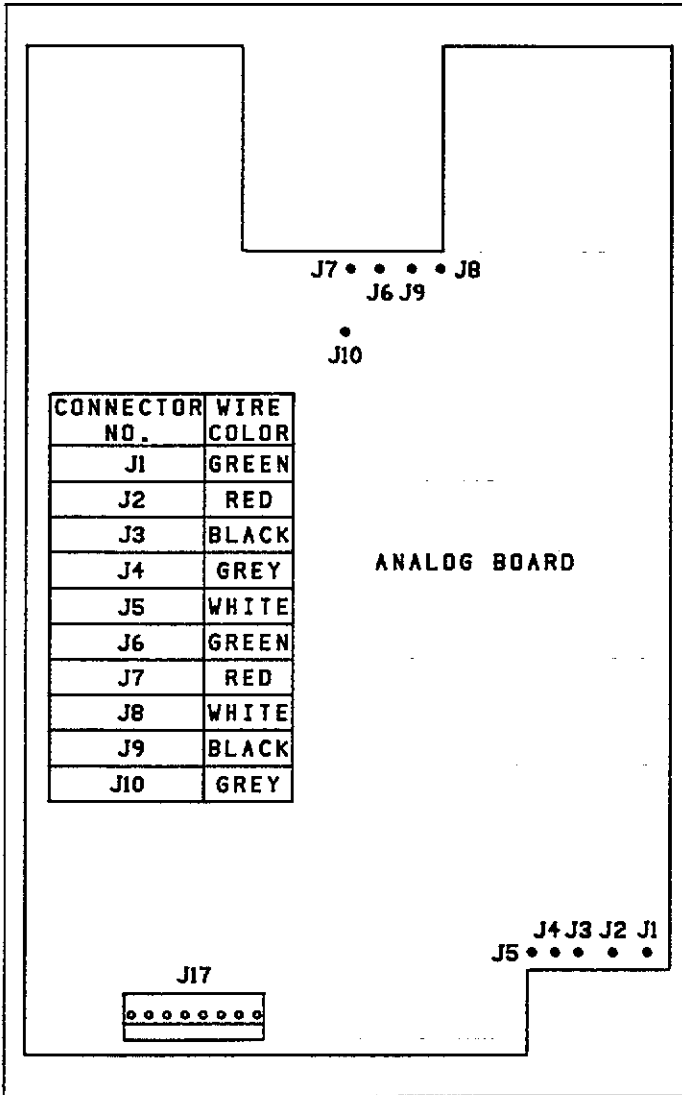 J7 J8
J6 J9
J10
CONNECTOR NO. WIRE COLOR
J1 GREEN
J2 RED
J3 BLACK
J4 GREY
J5 WHITE
J6 GREEN
J7 RED
J8 WHITE
J9 BLACK
J10 GREY
ANALOG BOARD
J4 J3 J2 J1
J5
J17